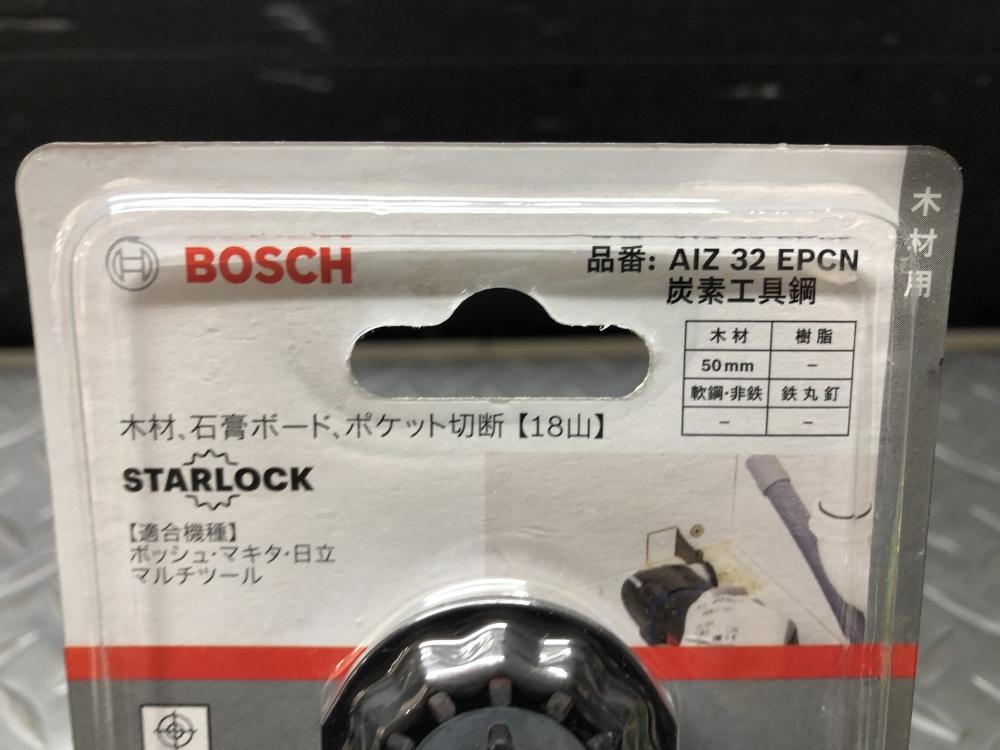 BOSCH
品番: AIZ 32 EPCN
炭素工具鋼
木材 樹脂
50mm –
軟鋼・非鉄 鉄丸釘
– –
木材、石膏ボード、ポケット切断【18山】
STARLOCK
【適合機種】
ボッシュ・マキタ・日立
マルチツール
木材用